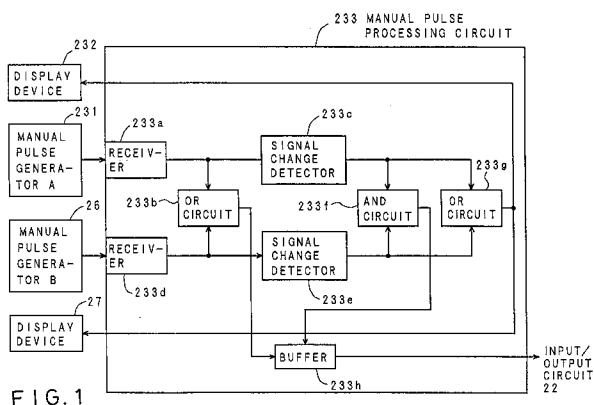 233 MANUAL PULSE
PROCESSING CIRCUIT
232
DISPLAY
DEVICE
231
MANUAL
PULSE
GENERA-
TOR A
233a
RECEIV-
ER
233c
SIGNAL
CHANGE
DETECTOR
233g
233b
OR
CIRCUIT
233f
AND
CIRCUIT
OR
CIRCUIT
26
MANUAL
PULSE
GENERA-
TOR B
RECEIV-
ER
233d
SIGNAL
CHANGE
DETECTOR
233e
27
DISPLAY
DEVICE
BUFFER
233h
INPUT/
OUTPUT
CIRCUIT
22
FIG.1